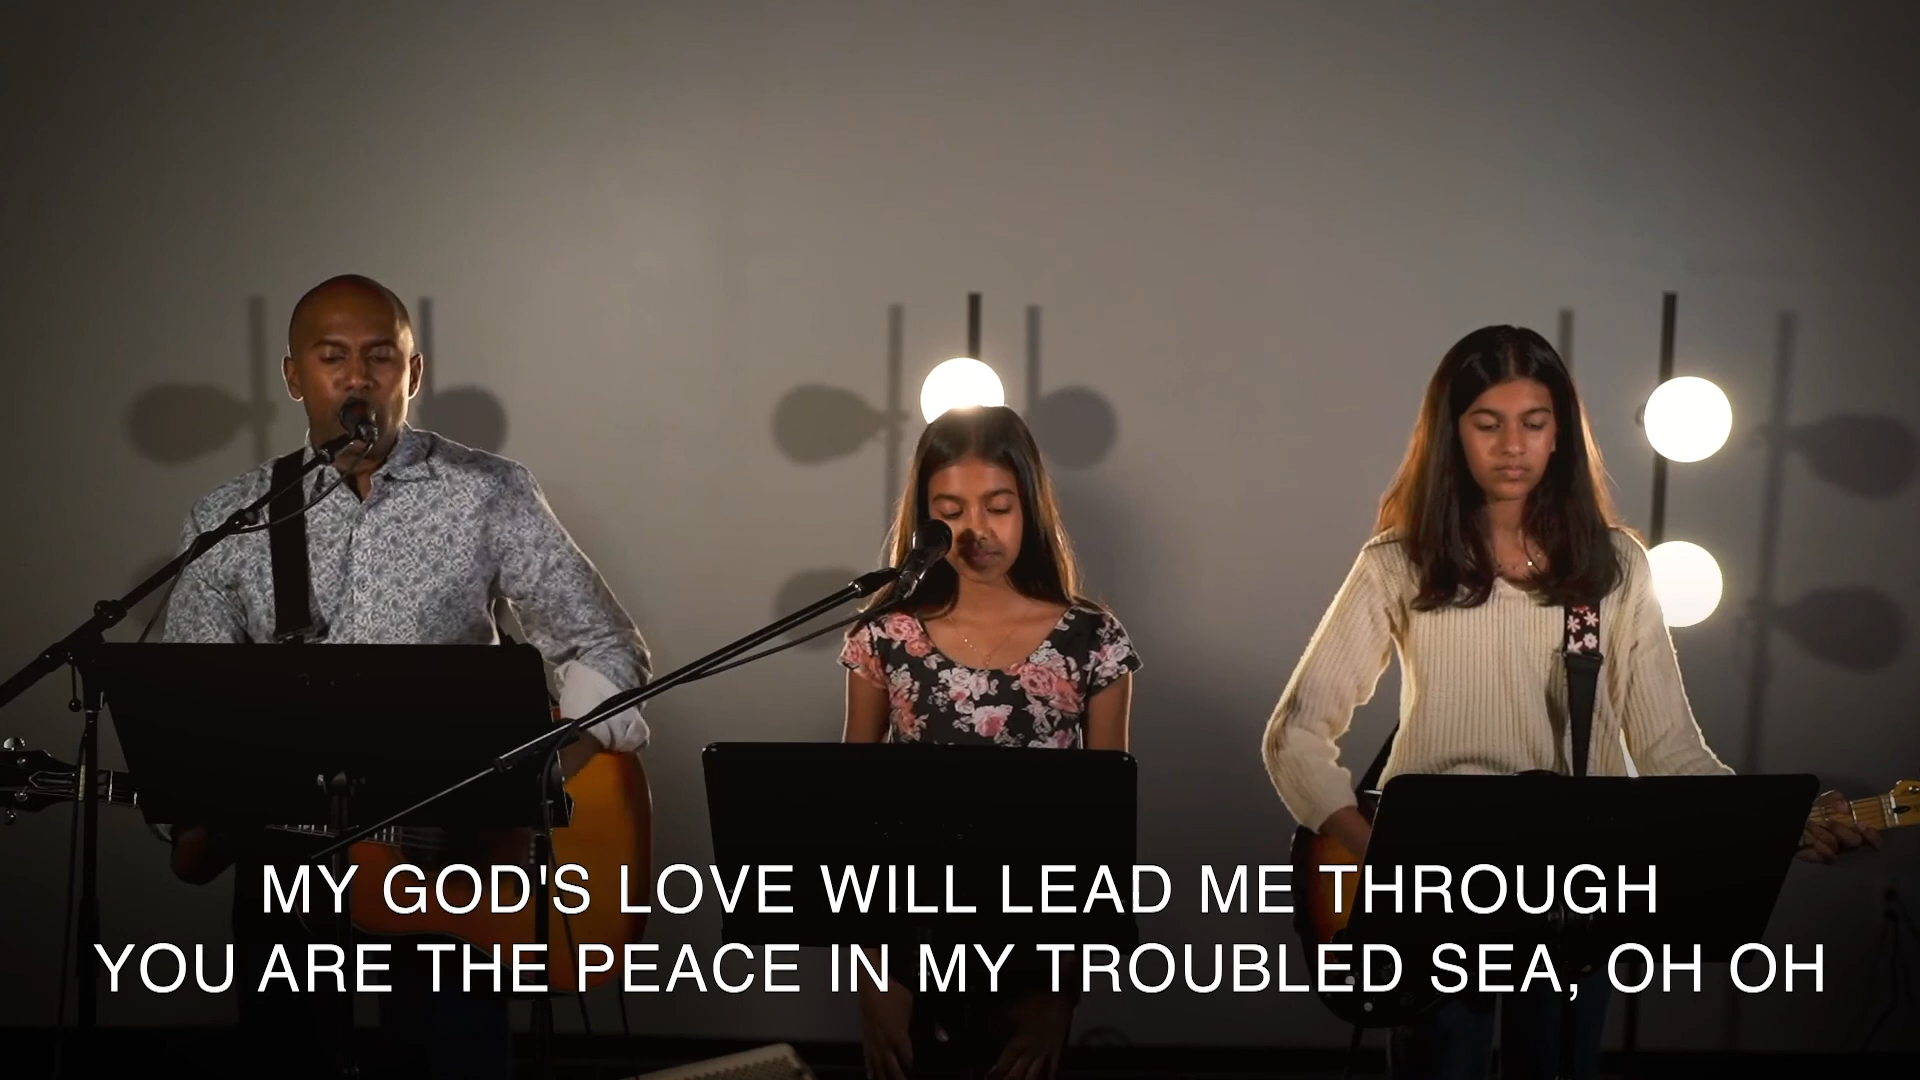 MY GOD'S LOVE WILL LEAD ME THROUGH
YOU ARE THE PEACE IN MY TROUBLED SEA, OH OH